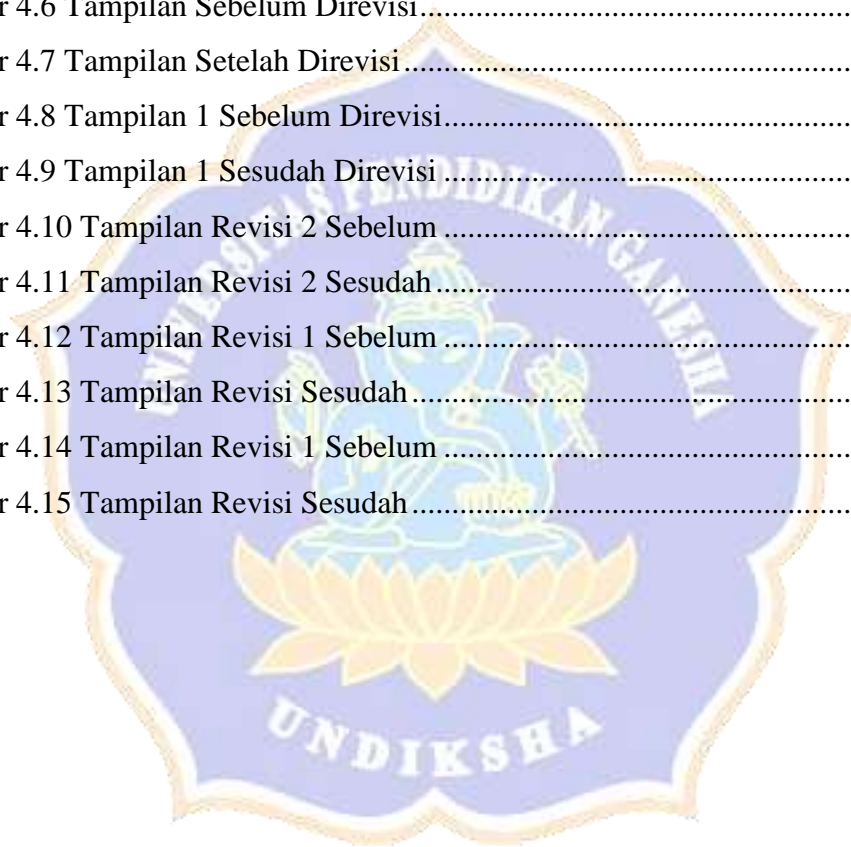 r 4.6 Tampilan Sebelum Direvisi........................................................
r 4.7 Tampilan Setelah Direvisi..........................................................
r 4.8 Tampilan 1 Sebelum Direvisi.....................................................
r 4.9 Tampilan 1 Sesudah Direvisi .....................................................
r 4.10 Tampilan Revisi 2 Sebelum .....................................................
r 4.11 Tampilan Revisi 2 Sesudah ......................................................
r 4.12 Tampilan Revisi 1 Sebelum .....................................................
r 4.13 Tampilan Revisi Sesudah .........................................................
r 4.14 Tampilan Revisi 1 Sebelum .....................................................
r 4.15 Tampilan Revisi Sesudah .........................................................
UNIVERSITAS PENDIDIKAN GANESHA
UNDIKSHA